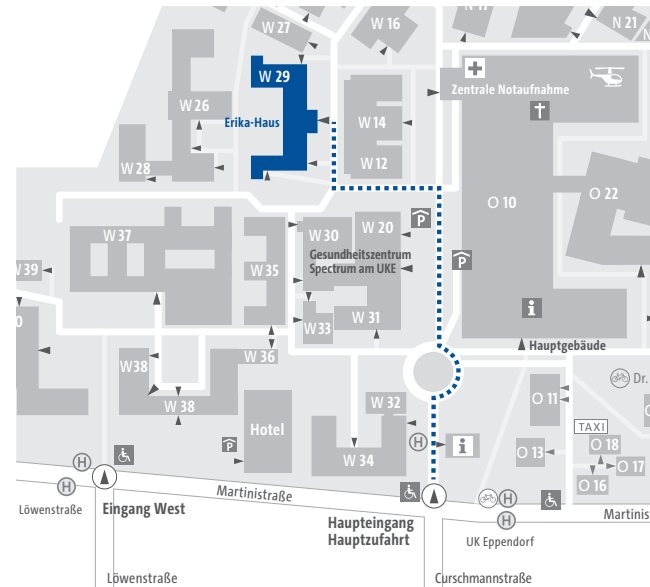 W 27
W 16
N 21
W 29
Zentrale Notaufnahme
W 26
Erika-Haus
W 14
W 28
W 12
O 10
O 22
W 20
W 37
W 30
P
Gesundheitszentrum
Spectrum am UKE
P
W 39
W 35
W 31
W 33
i
Hauptgebäude
W 36
W38
Dr.
W 38
W 32
O 11
Hotel
TAXI
P
H
i
O 18
O 13
W 34
O 17
H
O 16
H
Martinistraße
H
Löwenstraße
Eingang West
Haupteingang
Hauptzufahrt
H
Martinis
UK Eppendorf
Löwenstraße
Curschmannstraße